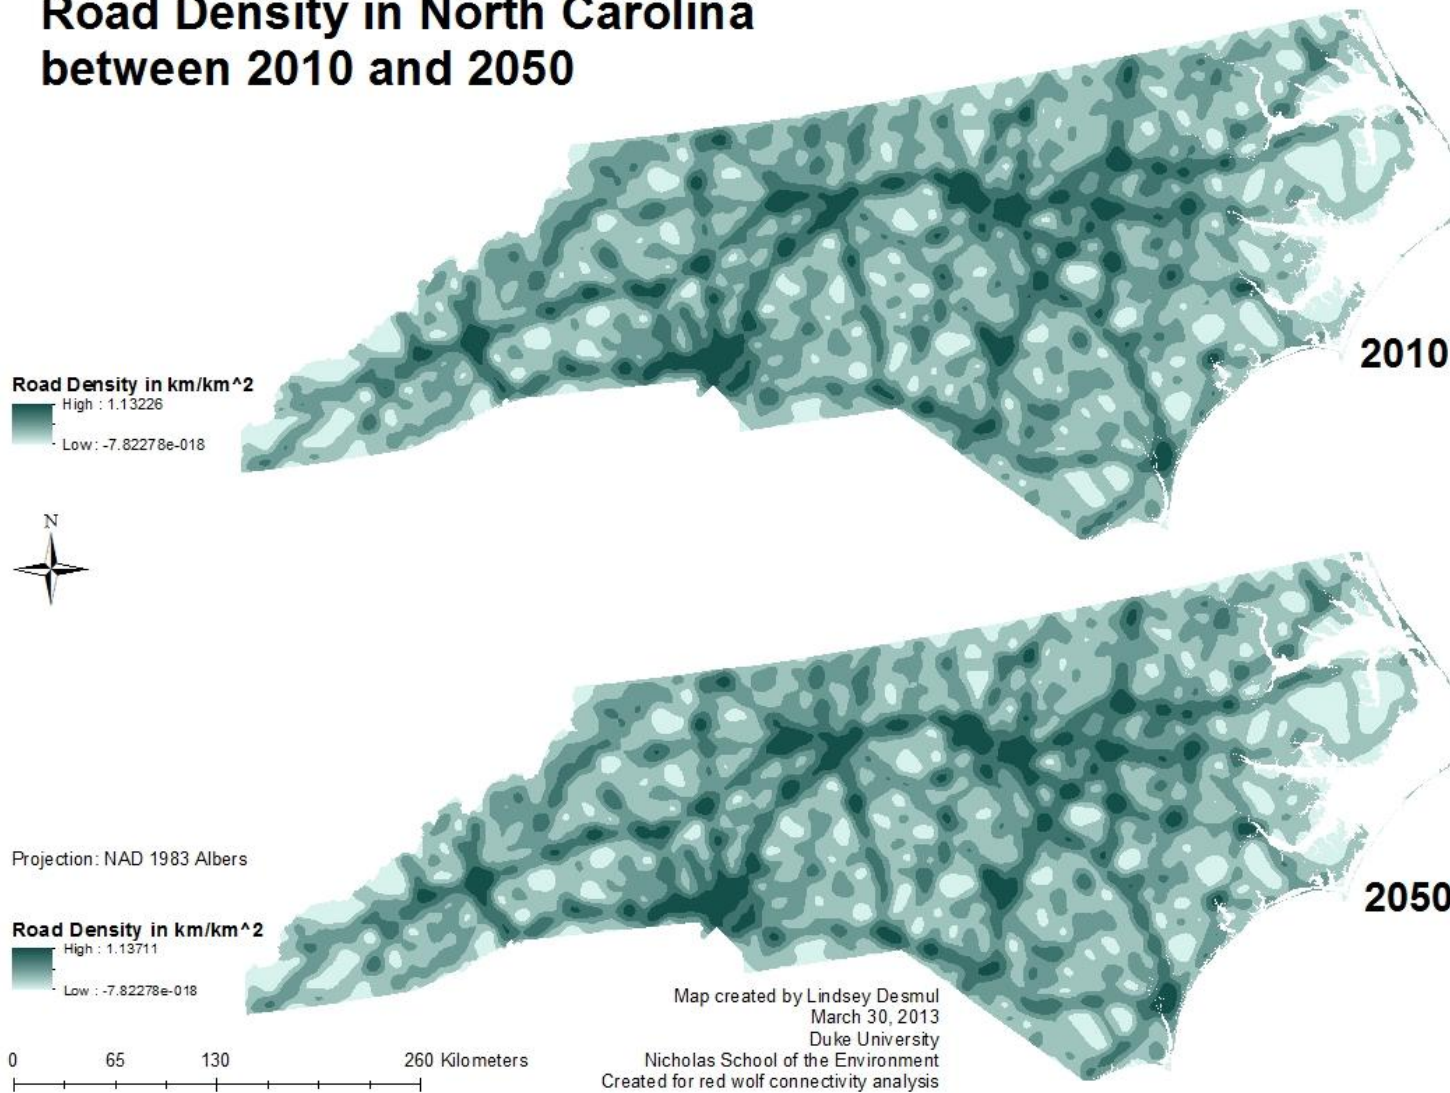 Road Density in North Carolina
between 2010 and 2050
2010
Road Density in km/km^2
High : 1.13226
Low : -7.82278e-018
N
Projection: NAD 1983 Albers
2050
Road Density in km/km^2
High : 1.13711
Low : -7.82278e-018
Map created by Lindsey Desmul
March 30, 2013
Duke University
Nicholas School of the Environment
Created for red wolf connectivity analysis
0 65 130 260 Kilometers